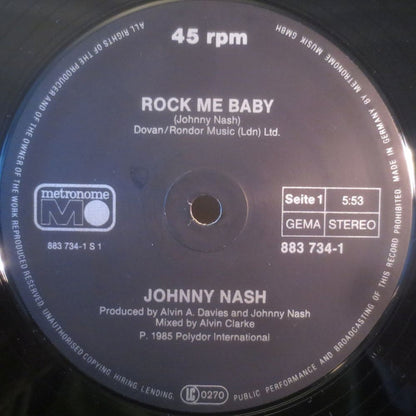 45 rpm
ROCK ME BABY
(Johnny Nash)
Dovan/Rondor Music (Ldn) Ltd.
metronome
M
883 734-1 S 1
Seite 1 5:53
GEMA STEREO
883 734-1
JOHNNY NASH
Produced by Alvin A. Davies and Johnny Nash
Mixed by Alvin Clarke
P. 1985 Polydor International
LC 0270
ALL RIGHTS OF THE PRODUCER AND OF THE OWNER OF THE WORK REPRODUCED RESERVED. UNAUTHORISED COPYING HIRING LENDING. PUBLIC PERFORMANCE AND BROADCASTING OF THIS RECORD PROHIBITED. MADE IN W. GERMANY BY METRONOME MUSIK GMBH